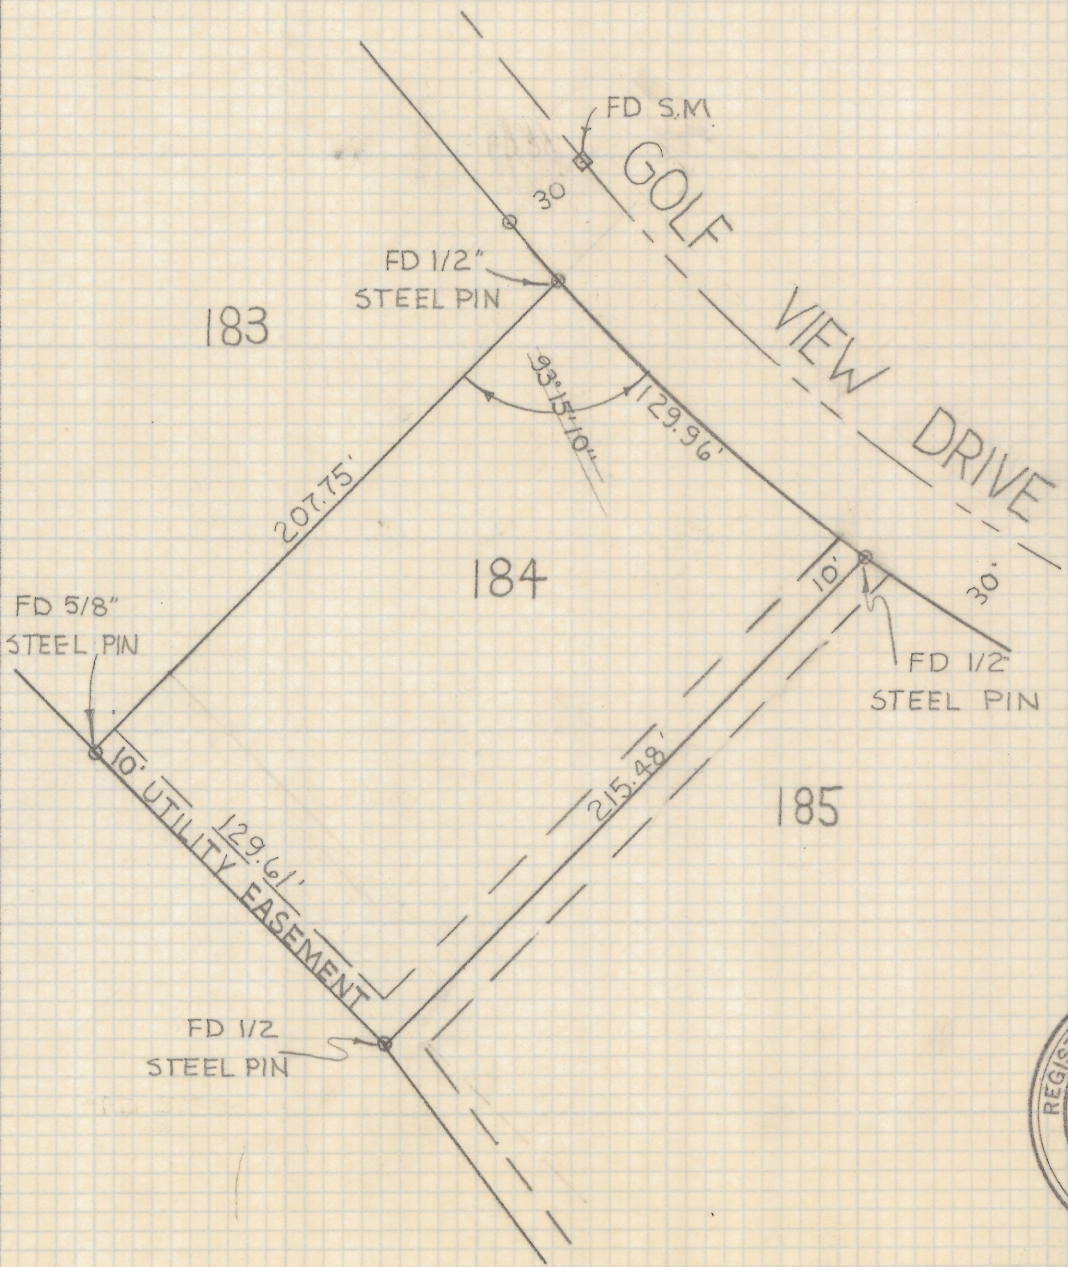 FD S.M.
GOLF VIEW DRIVE
30
FD 1/2"
STEEL PIN
183
93°15'10"
129.96'
207.75'
184
10'
30'
FD 5/8"
STEEL PIN
FD 1/2"
STEEL PIN
215.48'
185
10' UTILITY EASEMENT
129.61'
FD 1/2
STEEL PIN